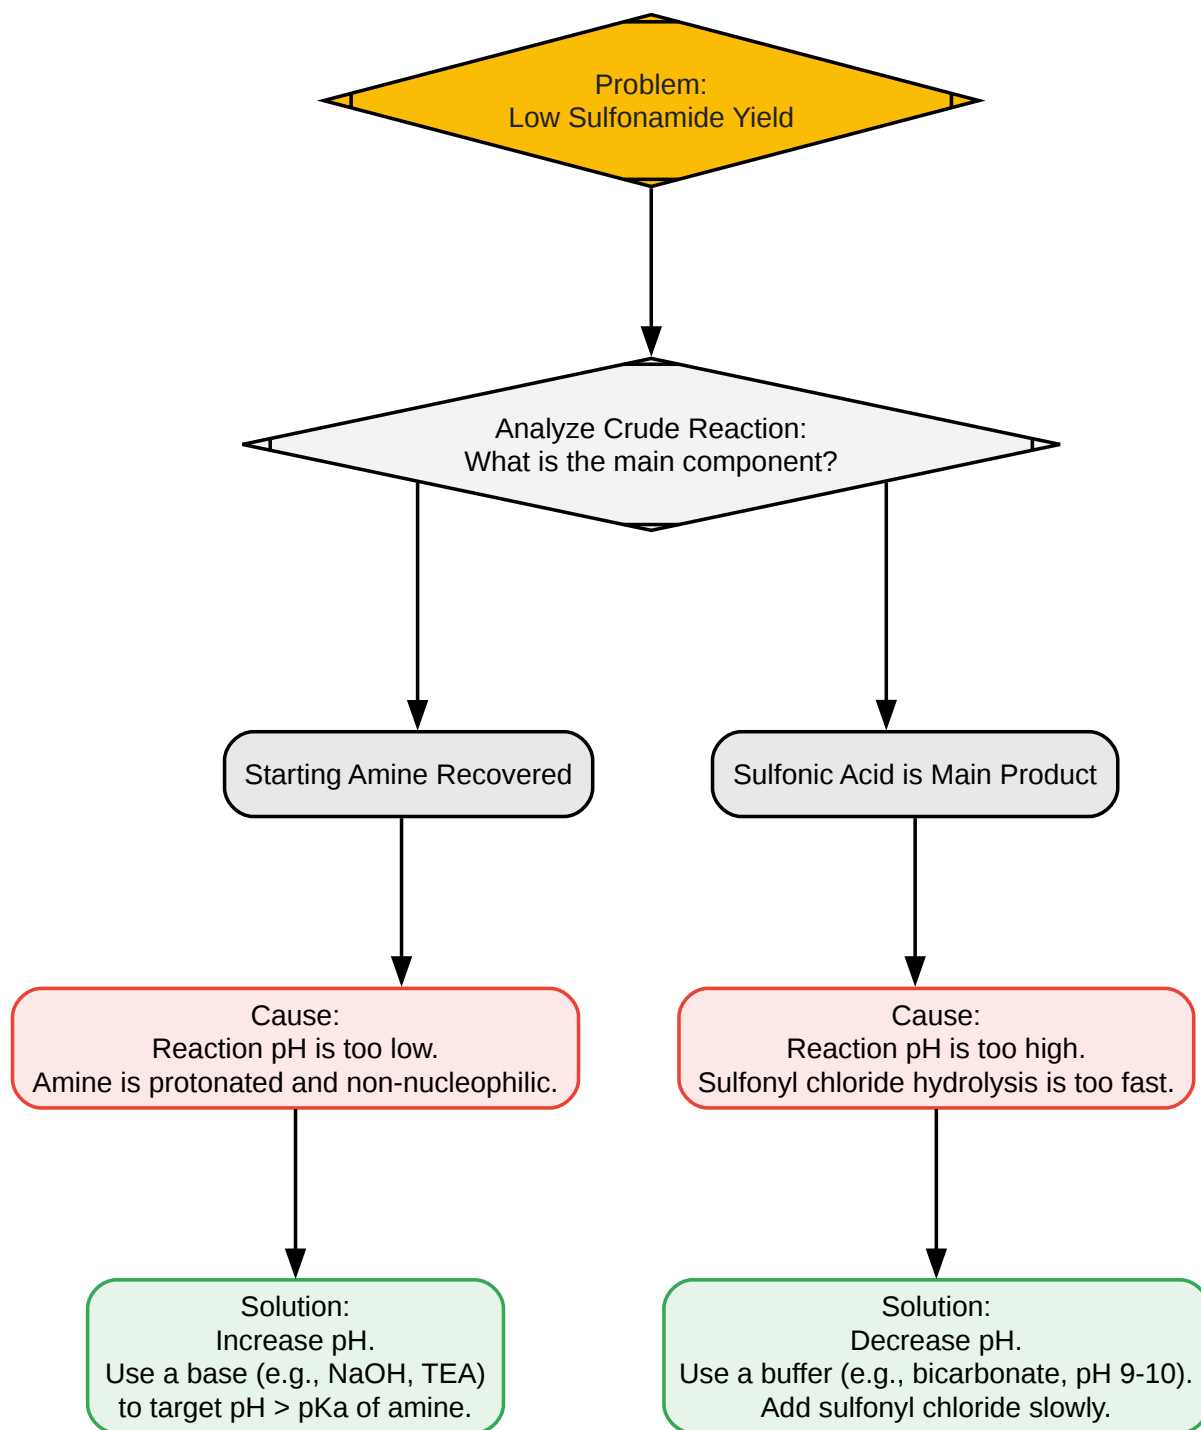 Problem:
Low Sulfonamide Yield
Analyze Crude Reaction:
What is the main component?
Starting Amine Recovered
Sulfonic Acid is Main Product
Cause:
Reaction pH is too low.
Amine is protonated and non-nucleophilic.
Cause:
Reaction pH is too high.
Sulfonyl chloride hydrolysis is too fast.
Solution:
Increase pH.
Use a base (e.g., NaOH, TEA)
to target pH > pKa of amine.
Solution:
Decrease pH.
Use a buffer (e.g., bicarbonate, pH 9-10).
Add sulfonyl chloride slowly.